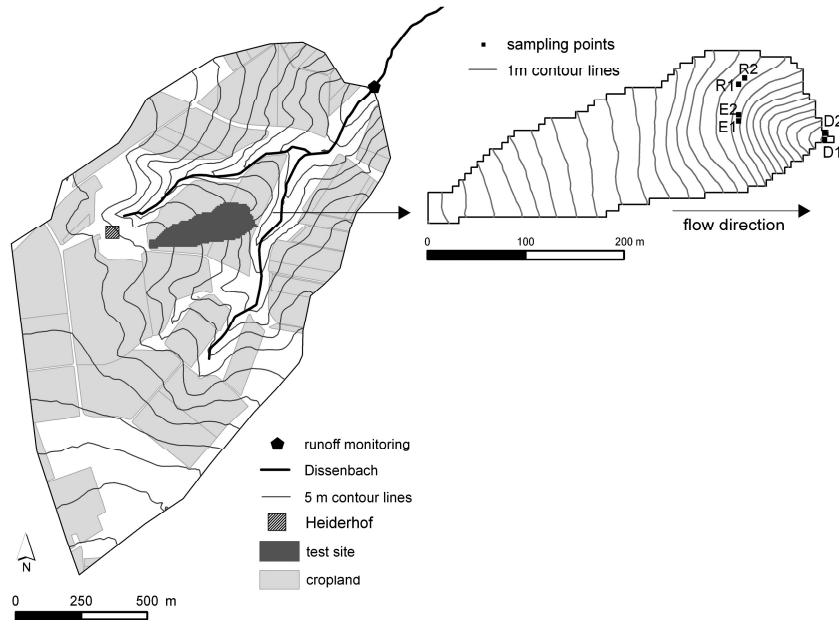 sampling points
1m contour lines
R2
R1
E2
E1
D2
D1
flow direction
0 100 200 m
runoff monitoring
Dissenbach
5 m contour lines
Heiderhof
test site
cropland
N
0 250 500 m